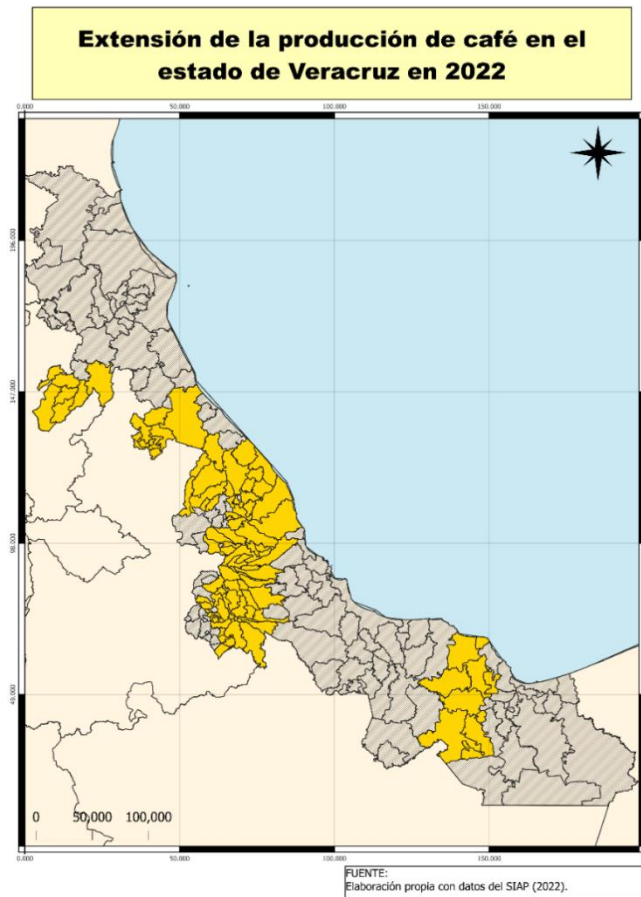 Extensión de la producción de café en el
estado de Veracruz en 2022
0.000
50.000
100.000
150.000
196.000
147.000
98.000
49.000
0 50,000 100,000
0.000
50.000
100.000
150.000
FUENTE:
Elaboración propia con datos del SIAP (2022).